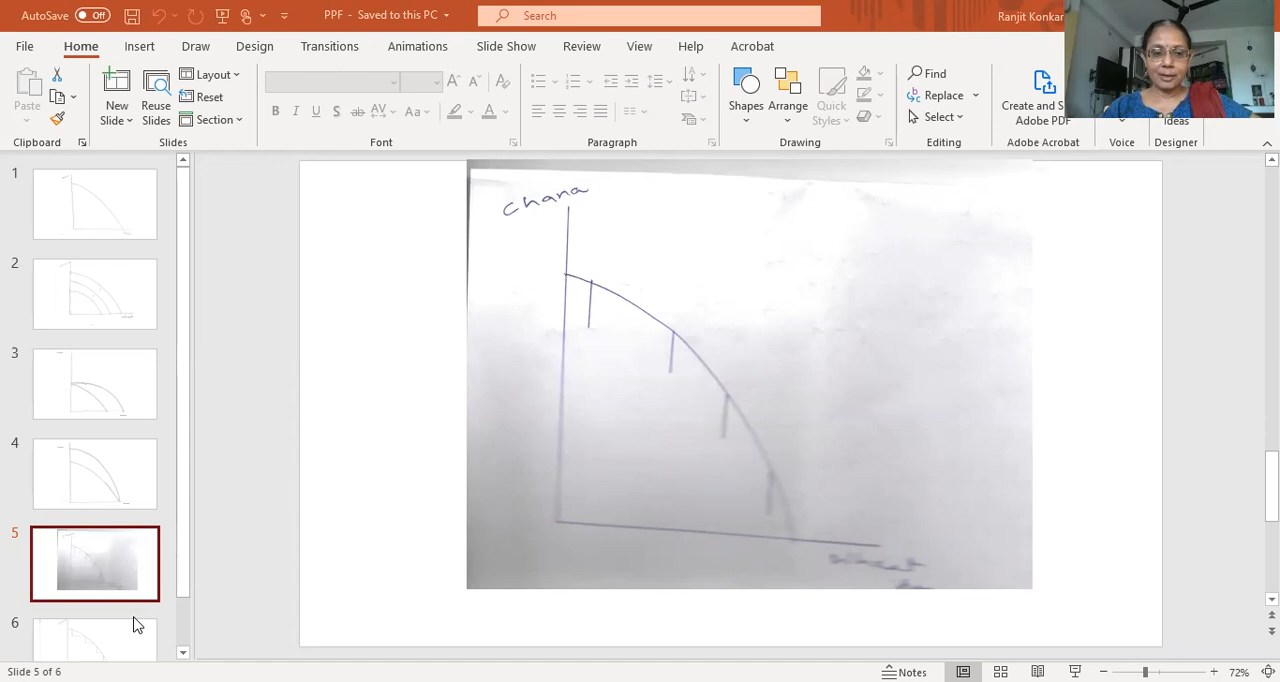 AutoSave Off PPF - Saved to this PC Search Ranjit Konkar
File Home Insert Draw Design Transitions Animations Slide Show Review View Help Acrobat
Paste New Slide Reuse Slides Layout Reset Section
B I U S ab AV Aa A A A A
Shapes Arrange Quick Styles Find Replace Select
Create and S
Adobe PDF Ideas
Clipboard Slides Font Paragraph Drawing Editing Adobe Acrobat Voice Designer
1
2
3
4
5
6
Chana
Slide 5 of 6 Notes 72%